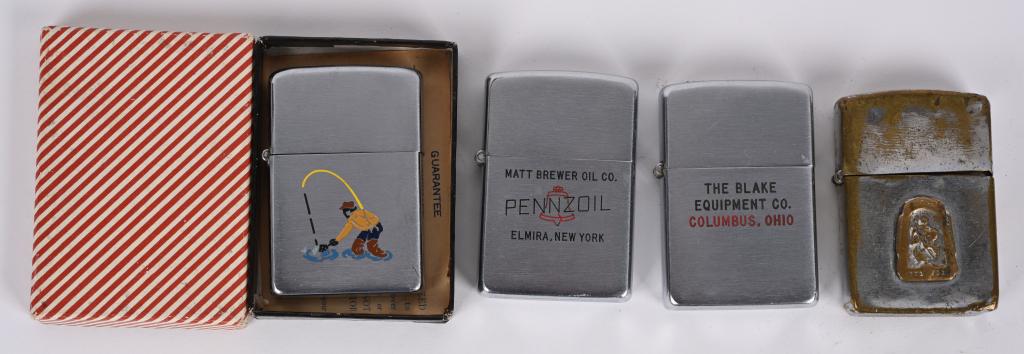 GUARANTEE
MATT BREWER OIL CO.
PENNZOIL
ELMIRA, NEW YORK
THE BLAKE
EQUIPMENT CO.
COLUMBUS, OHIO